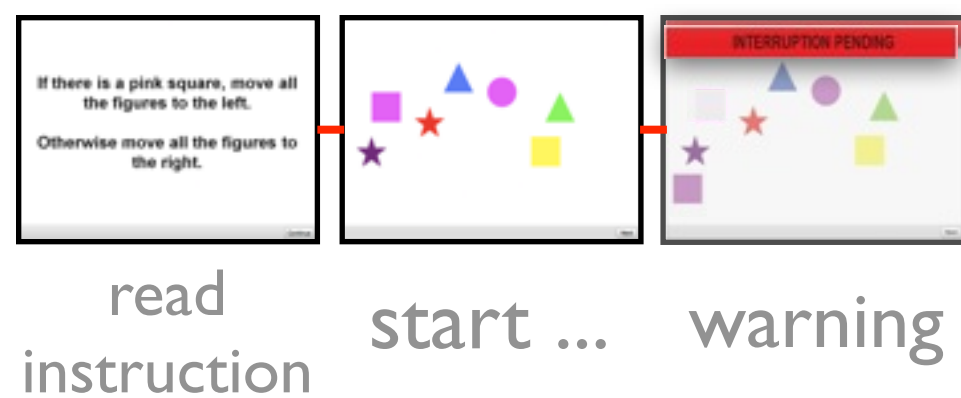 If there is a pink square, move all
the figures to the left.
Otherwise move all the figures to
the right.
Continue
INTERRUPTION PENDING
read
instruction
start ...
warning